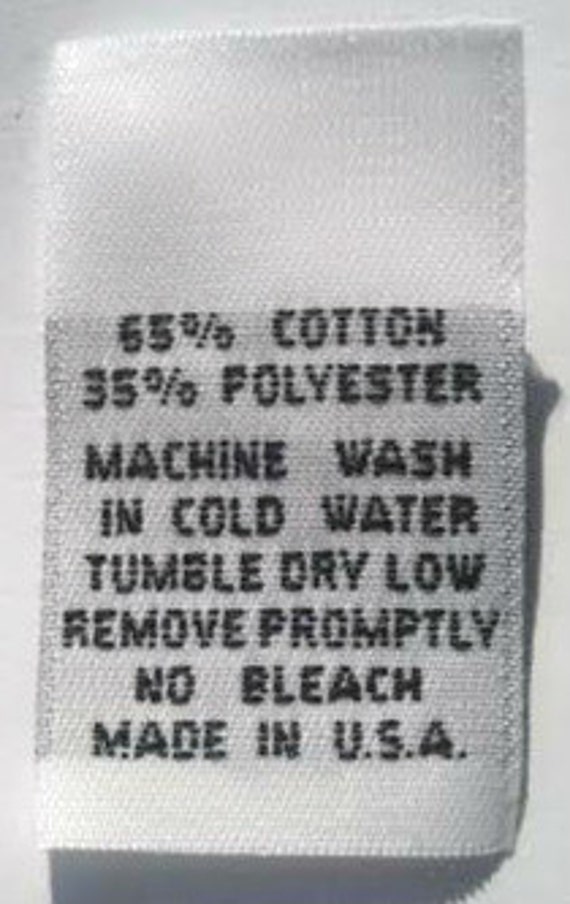 65% COTTON
35% POLYESTER
MACHINE WASH
IN COLD WATER
TUMBLE DRY LOW
REMOVE PROMPTLY
NO BLEACH
MADE IN U.S.A.